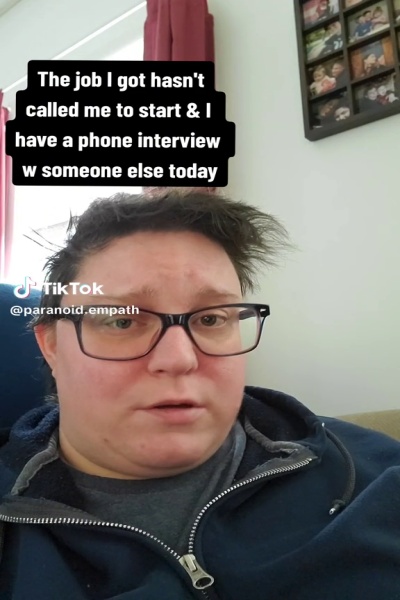 The job I got hasn't
called me to start & I
have a phone interview
w someone else today
TikTok
@paranoid.empath